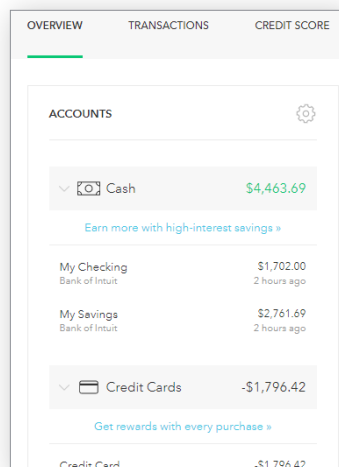 OVERVIEW TRANSACTIONS CREDIT SCORE
ACCOUNTS
Cash $4,463.69
Earn more with high-interest savings »
My Checking $1,702.00
Bank of Intuit 2 hours ago
My Savings $2,761.69
Bank of Intuit 2 hours ago
Credit Cards -$1,796.42
Get rewards with every purchase »
Credit Card -$1,796.42